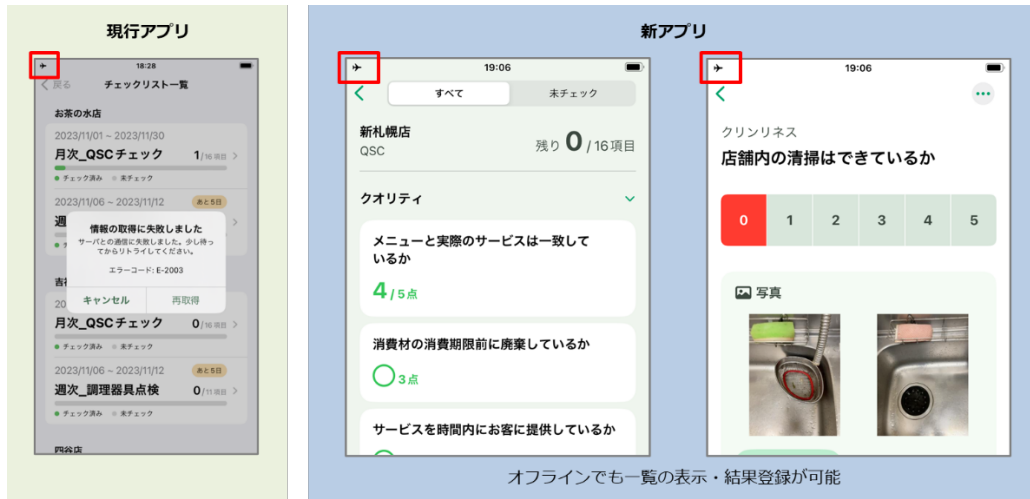 現行アプリ
18:28
戻る チェックリスト一覧
お茶の水店
2023/11/01 ~ 2023/11/30
月次_QSCチェック 1/16項目
チェック済み 未チェック
2023/11/06 ~ 2023/11/12 あと5日
週
情報の取得に失敗しました
サーバとの通信に失敗しました。少し待っ
てからリトライしてください。
エラーコード: E-2003
キャンセル 再取得
20
月次_QSCチェック 0/16項目
チェック済み 未チェック
2023/11/06 ~ 2023/11/12 あと5日
週次_調理器具点検 0/11項目
チェック済み 未チェック
四谷店
新アプリ
19:06
すべて 未チェック
新札幌店
QSC
残り 0 / 16項目
クオリティ
メニューと実際のサービスは一致して
いるか
4 / 5点
消費材の消費期限前に廃棄しているか
3点
サービスを時間内にお客に提供しているか
19:06
クリンリネス
店舗内の清掃はできているか
0 1 2 3 4 5
写真
オフラインでも一覧の表示・結果登録が可能